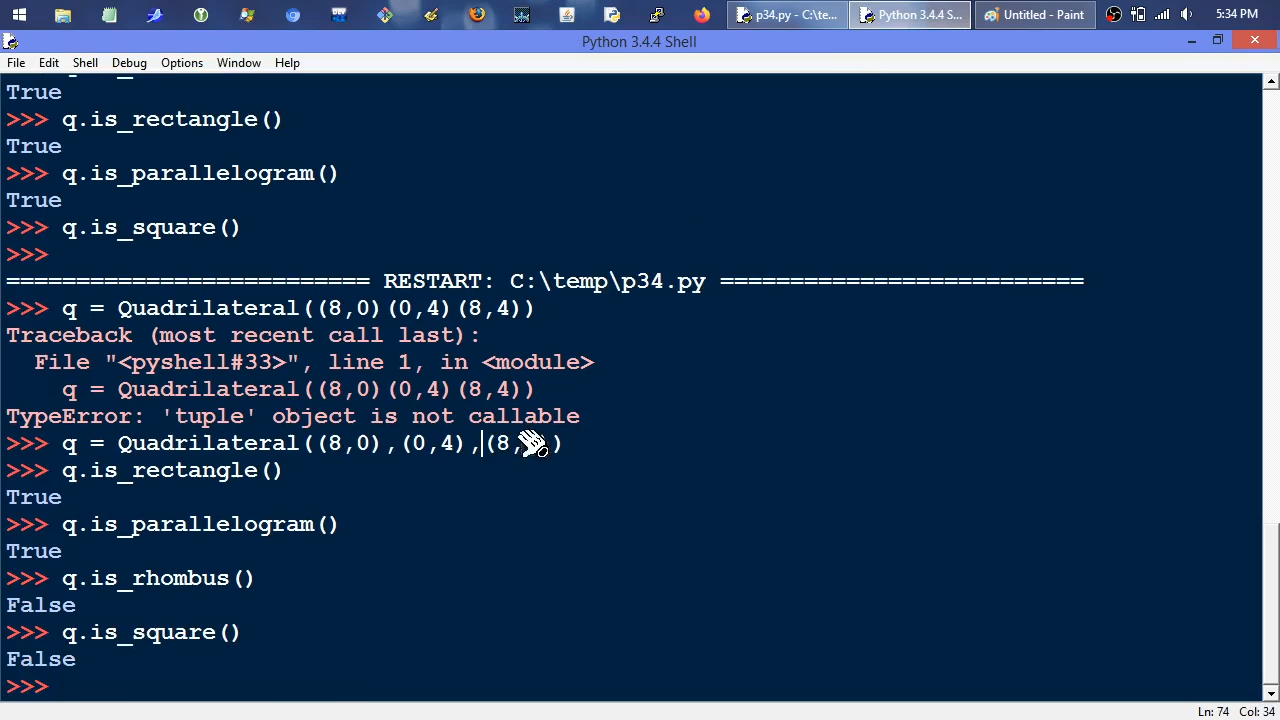 p34.py - C:\te...
Python 3.4.4 S...
Untitled - Paint
5:34 PM
Python 3.4.4 Shell
File Edit Shell Debug Options Window Help
True
>>> q.is_rectangle()
True
>>> q.is_parallelogram()
True
>>> q.is_square()
>>>
========================== RESTART: C:\temp\p34.py ==========================
>>> q = Quadrilateral((8,0)(0,4)(8,4))
Traceback (most recent call last):
  File "<pyshell#33>", line 1, in <module>
    q = Quadrilateral((8,0)(0,4)(8,4))
TypeError: 'tuple' object is not callable
>>> q = Quadrilateral((8,0),(0,4),(8, )
>>> q.is_rectangle()
True
>>> q.is_parallelogram()
True
>>> q.is_rhombus()
False
>>> q.is_square()
False
>>>
Ln: 74 Col: 34